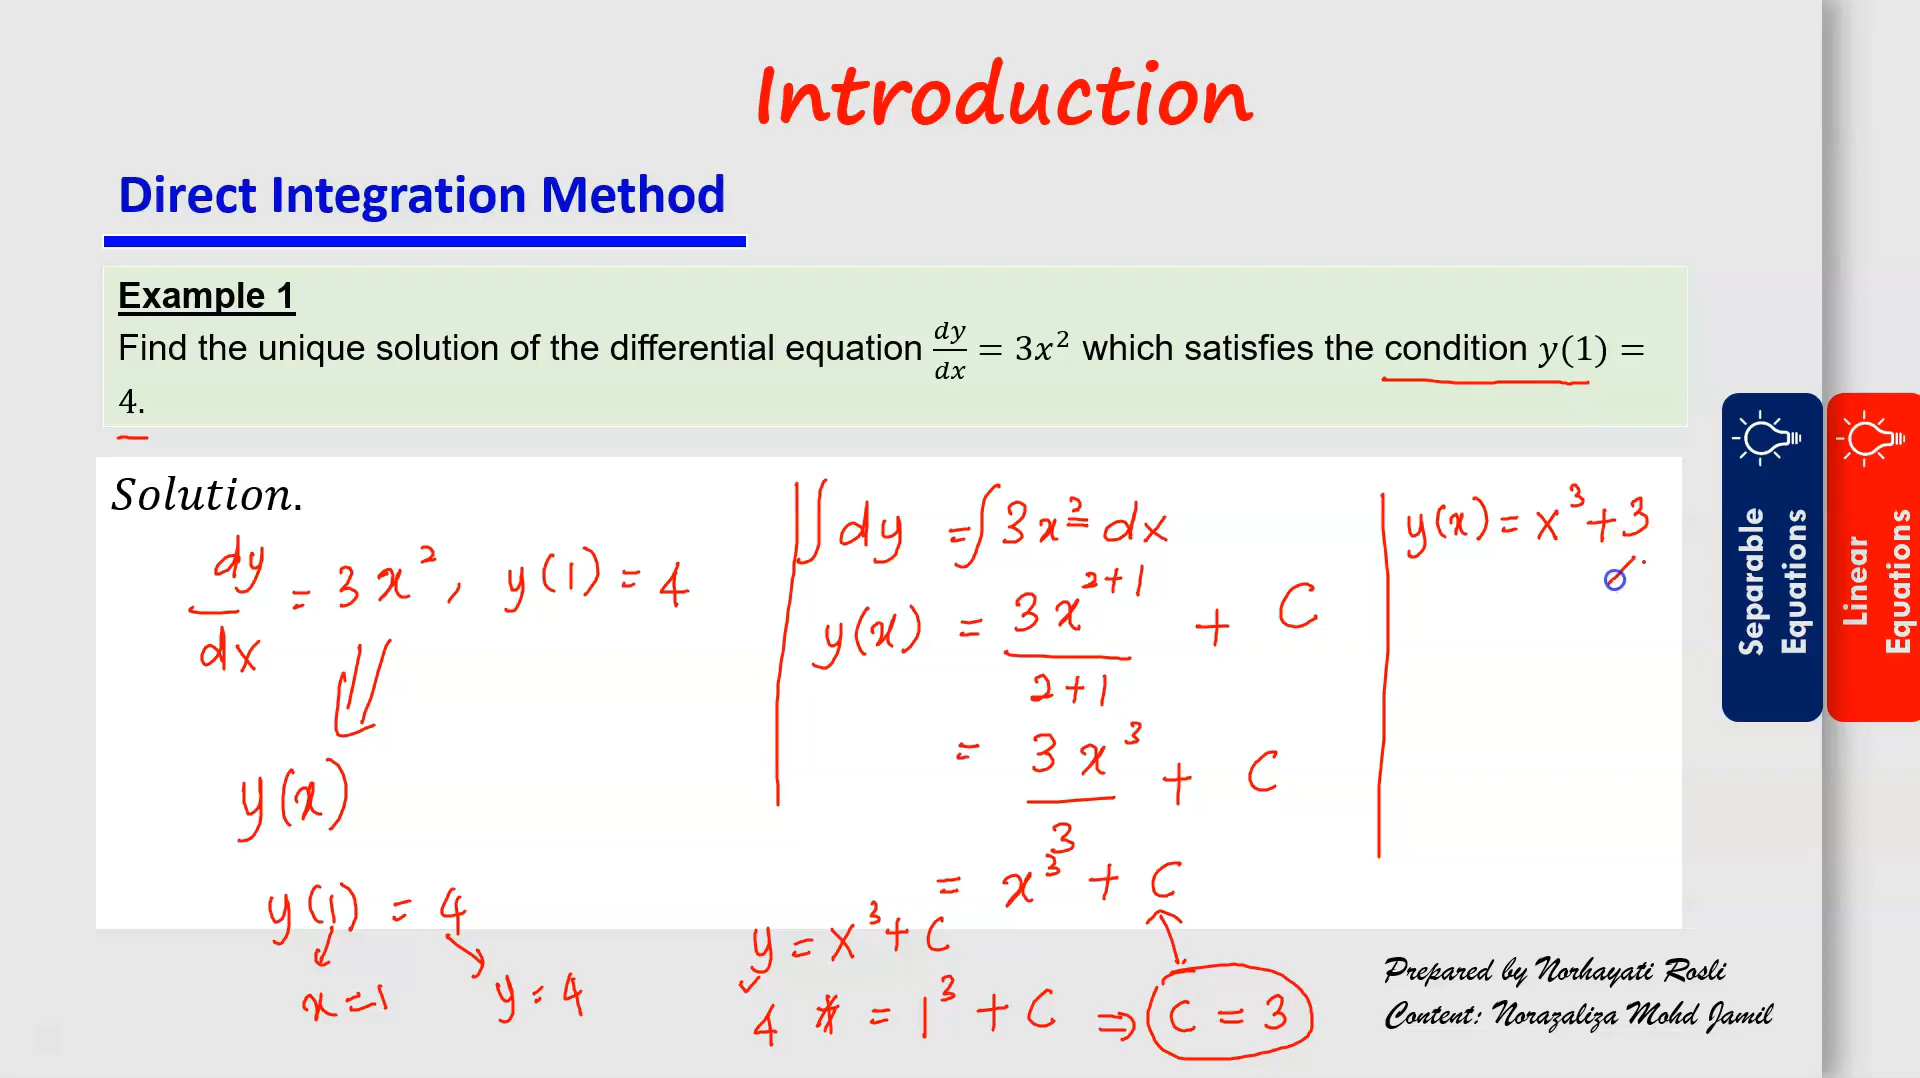 Introduction
Direct Integration Method
Example 1
Find the unique solution of the differential equation dy/dx = 3x² which satisfies the condition y(1) =
4.
Solution.
dy/dx = 3x², y(1) = 4
y(x)
y(1) = 4
x=1
y = 4
∫dy = ∫3x² dx
y(x) = 3x²⁺¹/2+1 + C
= 3x³/3 + C
= x³ + C
y = x³ + C
4 = 1³ + C ⇒ C = 3
y(x) = x³ + 3
Separable
Equations
Linear
Equations
Prepared by Norhayati Rosli
Content: Norazaliza Mohd Jamil